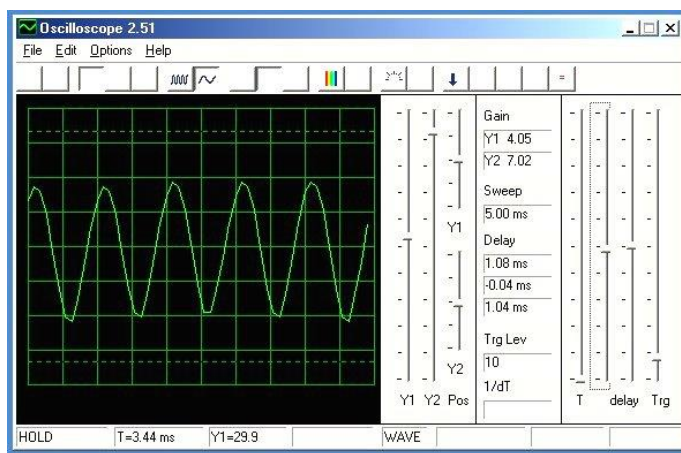 Oscilloscope 2.51
File Edit Options Help
Gain
Y1 4.05
Y2 7.02
Sweep
5.00 ms
Y1
Delay
1.08 ms
-0.04 ms
1.04 ms
Trg Lev
10
Y2
1/dT
Y1 Y2 Pos
T delay Trg
HOLD T=3.44 ms Y1=29.9 WAVE